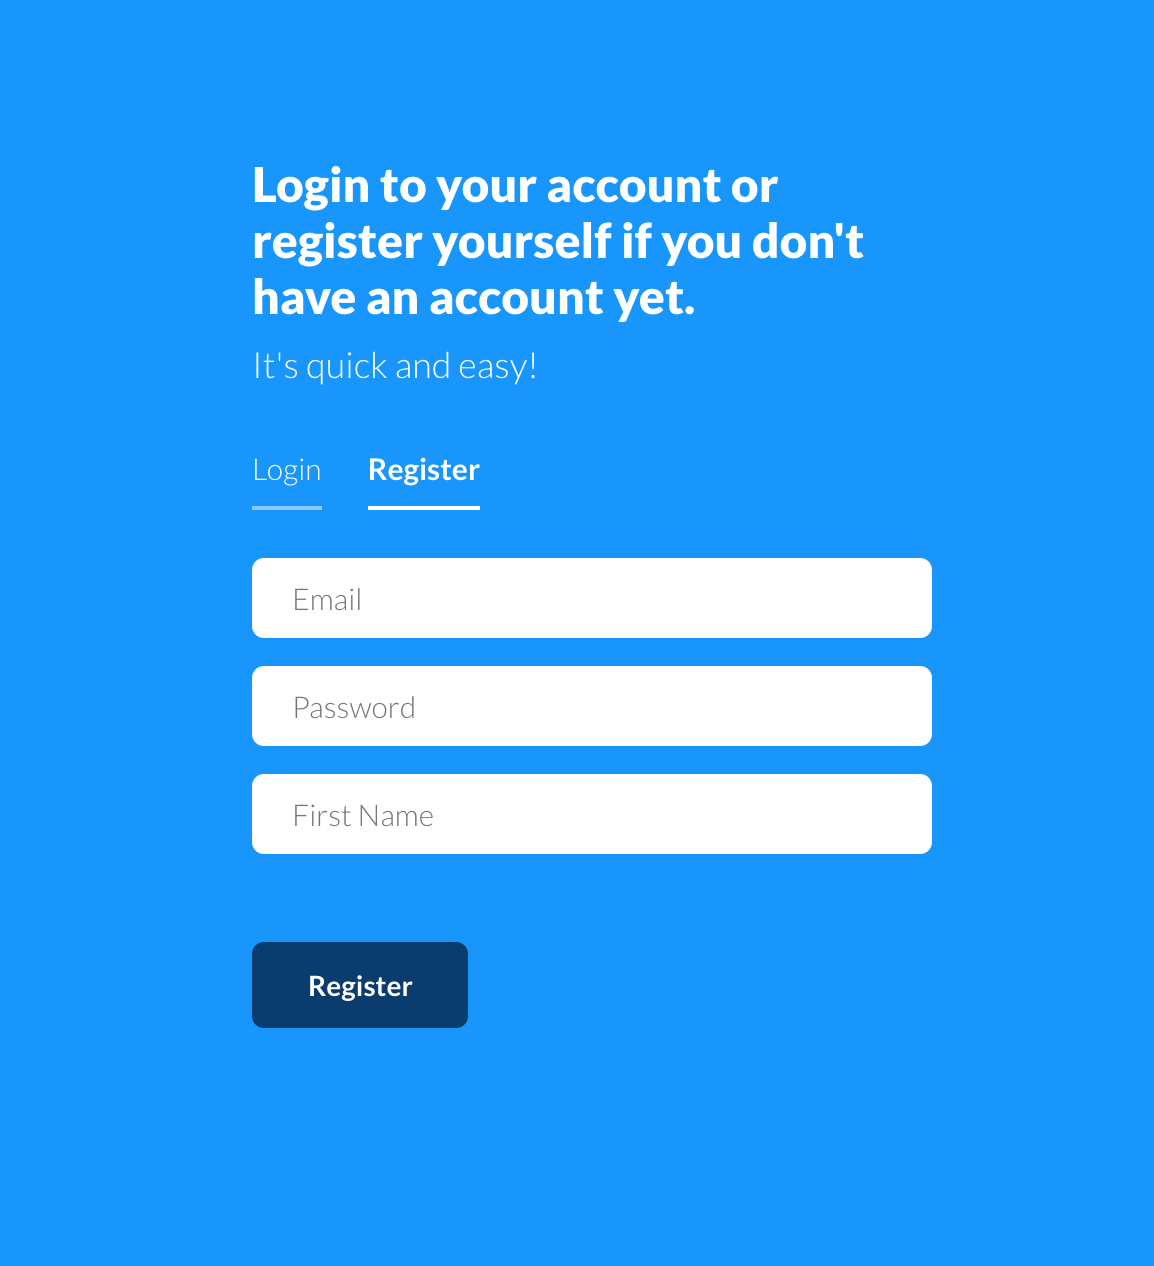 Login to your account or
register yourself if you don't
have an account yet.
It's quick and easy!
Login Register
Email
Password
First Name
Register